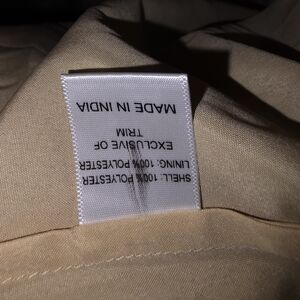 SHELL: 100% POLYESTER
LINING: 100% POLYESTER
EXCLUSIVE OF
TRIM
MADE IN INDIA